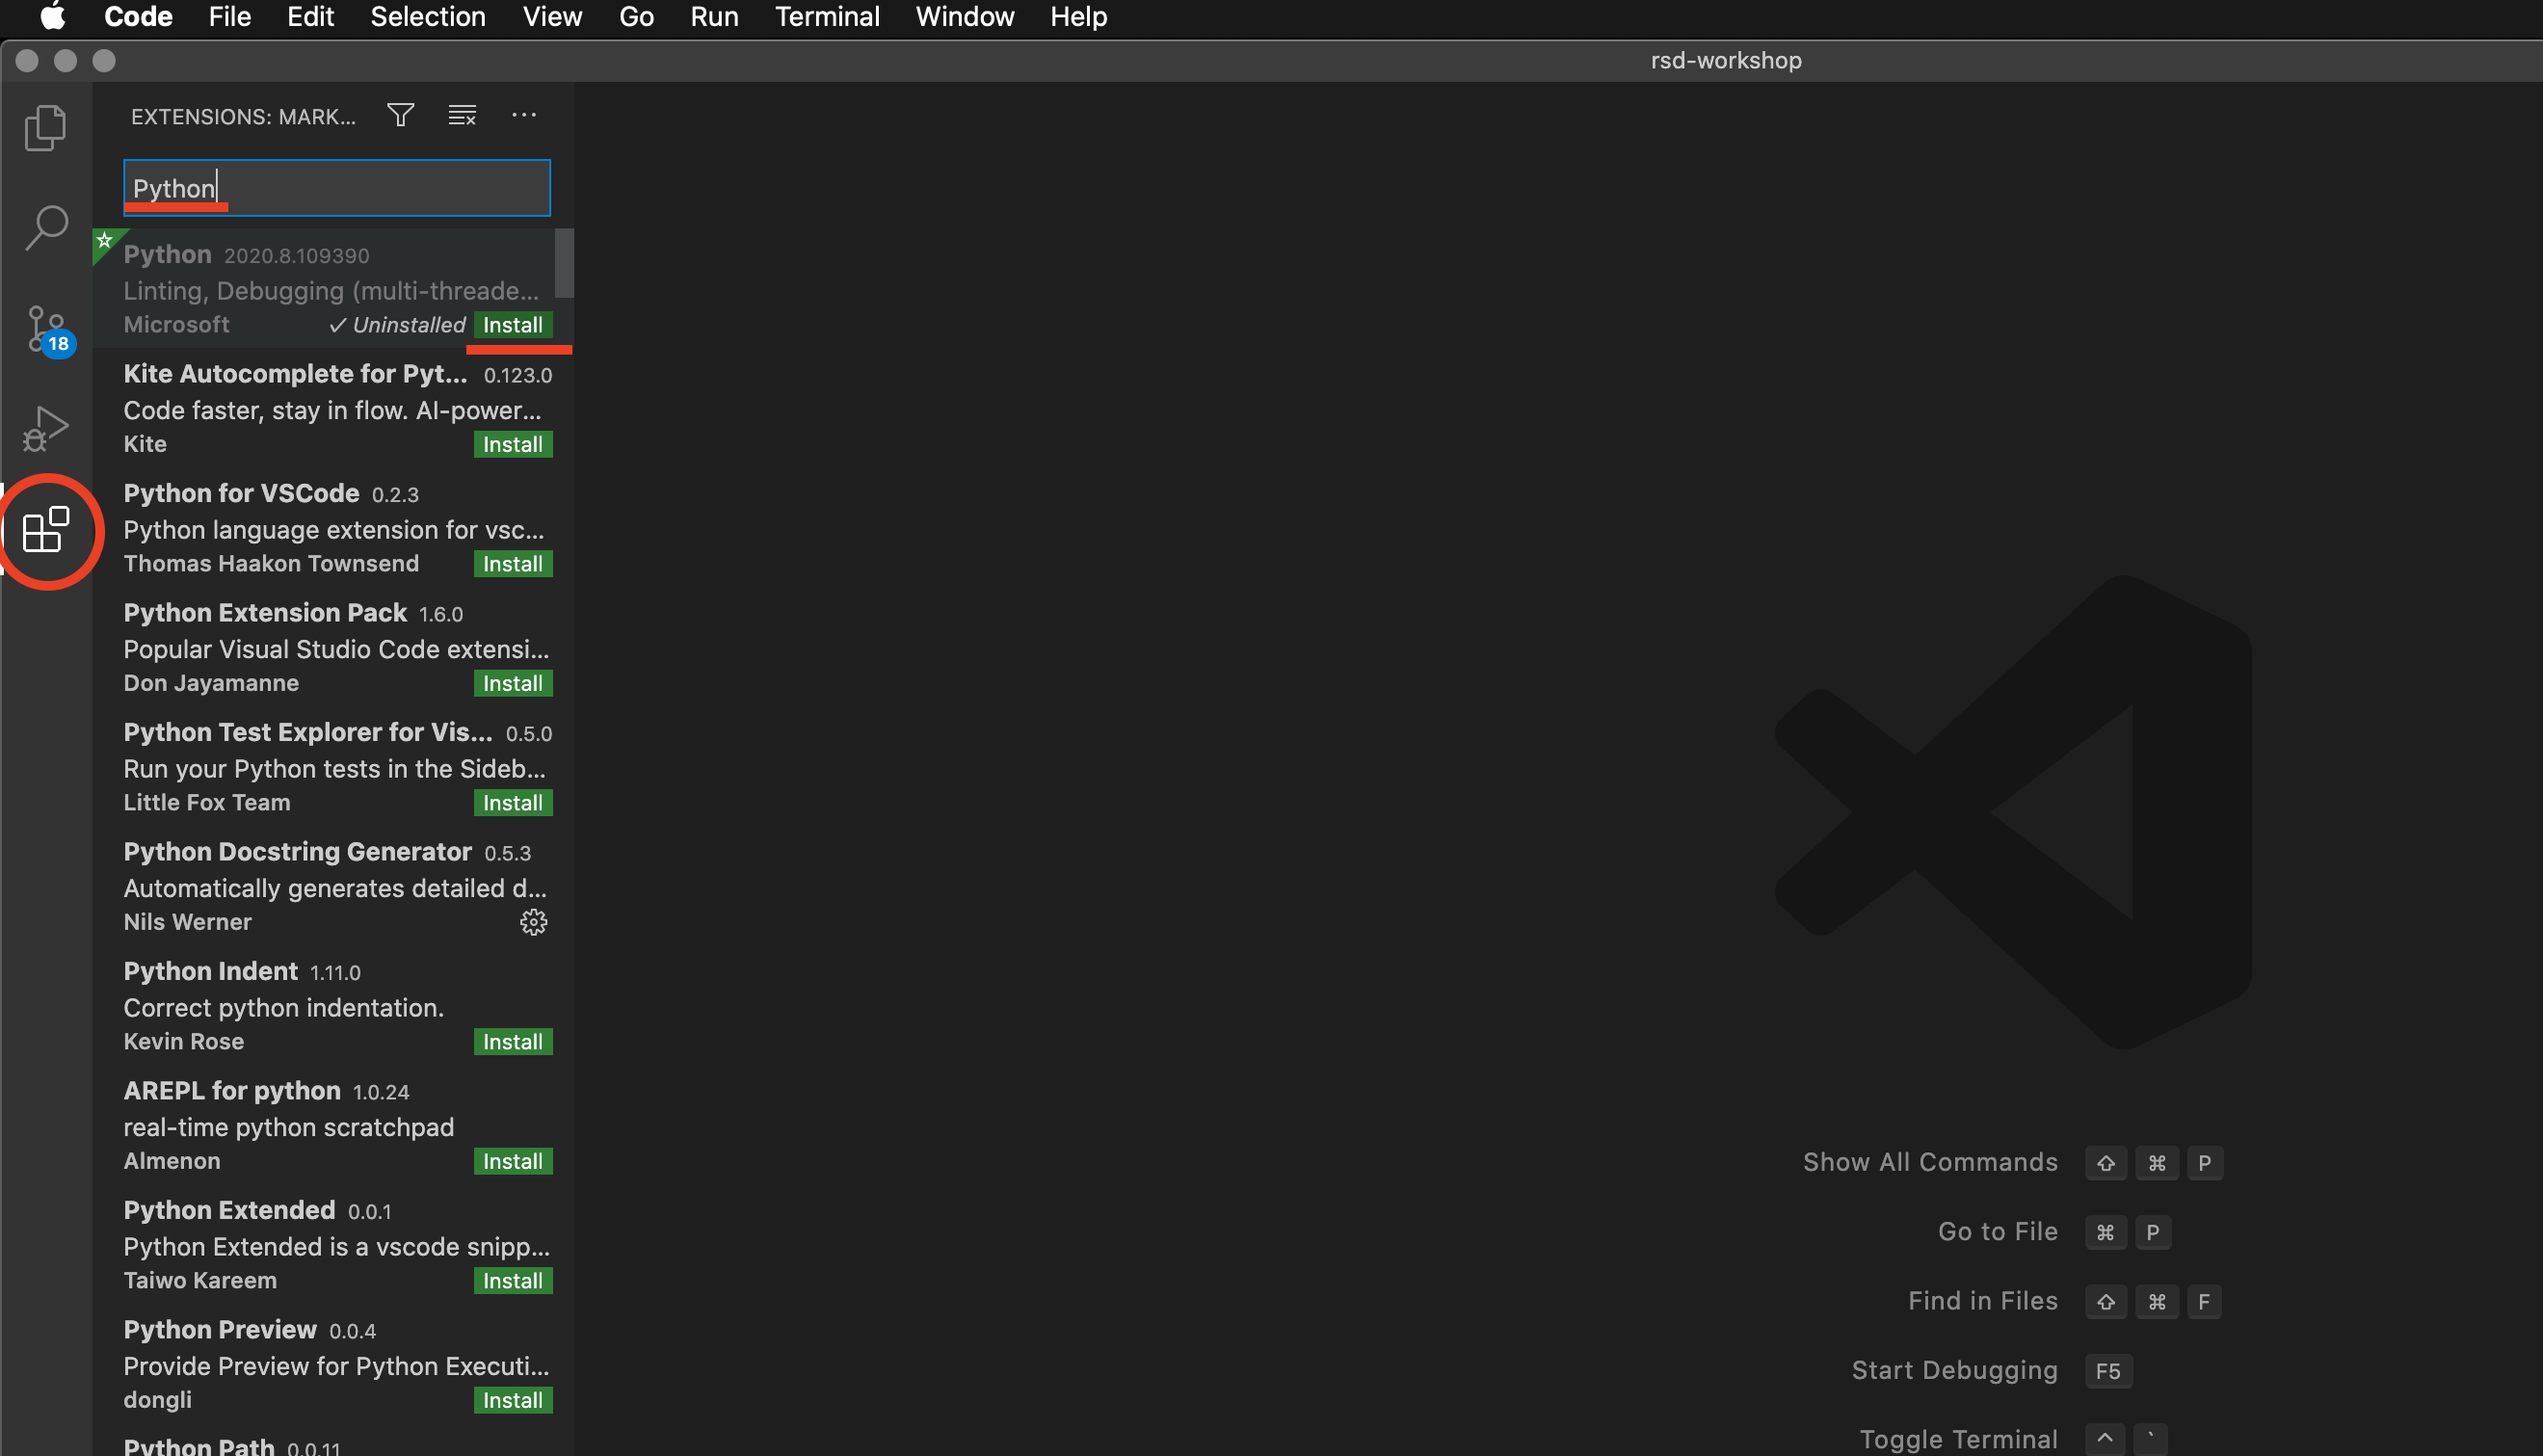 Code File Edit Selection View Go Run Terminal Window Help
rsd-workshop
EXTENSIONS: MARK...
Python
Python 2020.8.109390
Linting, Debugging (multi-threade...
Microsoft ✓ Uninstalled Install
18
Kite Autocomplete for Pyt... 0.123.0
Code faster, stay in flow. AI-power...
Kite Install
Python for VSCode 0.2.3
Python language extension for vsc...
Thomas Haakon Townsend Install
Python Extension Pack 1.6.0
Popular Visual Studio Code extensi...
Don Jayamanne Install
Python Test Explorer for Vis... 0.5.0
Run your Python tests in the Sideb...
Little Fox Team Install
Python Docstring Generator 0.5.3
Automatically generates detailed d...
Nils Werner
Python Indent 1.11.0
Correct python indentation.
Kevin Rose Install
AREPL for python 1.0.24
real-time python scratchpad
Almenon Install
Python Extended 0.0.1
Python Extended is a vscode snipp...
Taiwo Kareem Install
Python Preview 0.0.4
Provide Preview for Python Executi...
dongli Install
Python Path 0.0.11
Show All Commands ⇧ ⌘ P
Go to File ⌘ P
Find in Files ⇧ ⌘ F
Start Debugging F5
Toggle Terminal ^ `